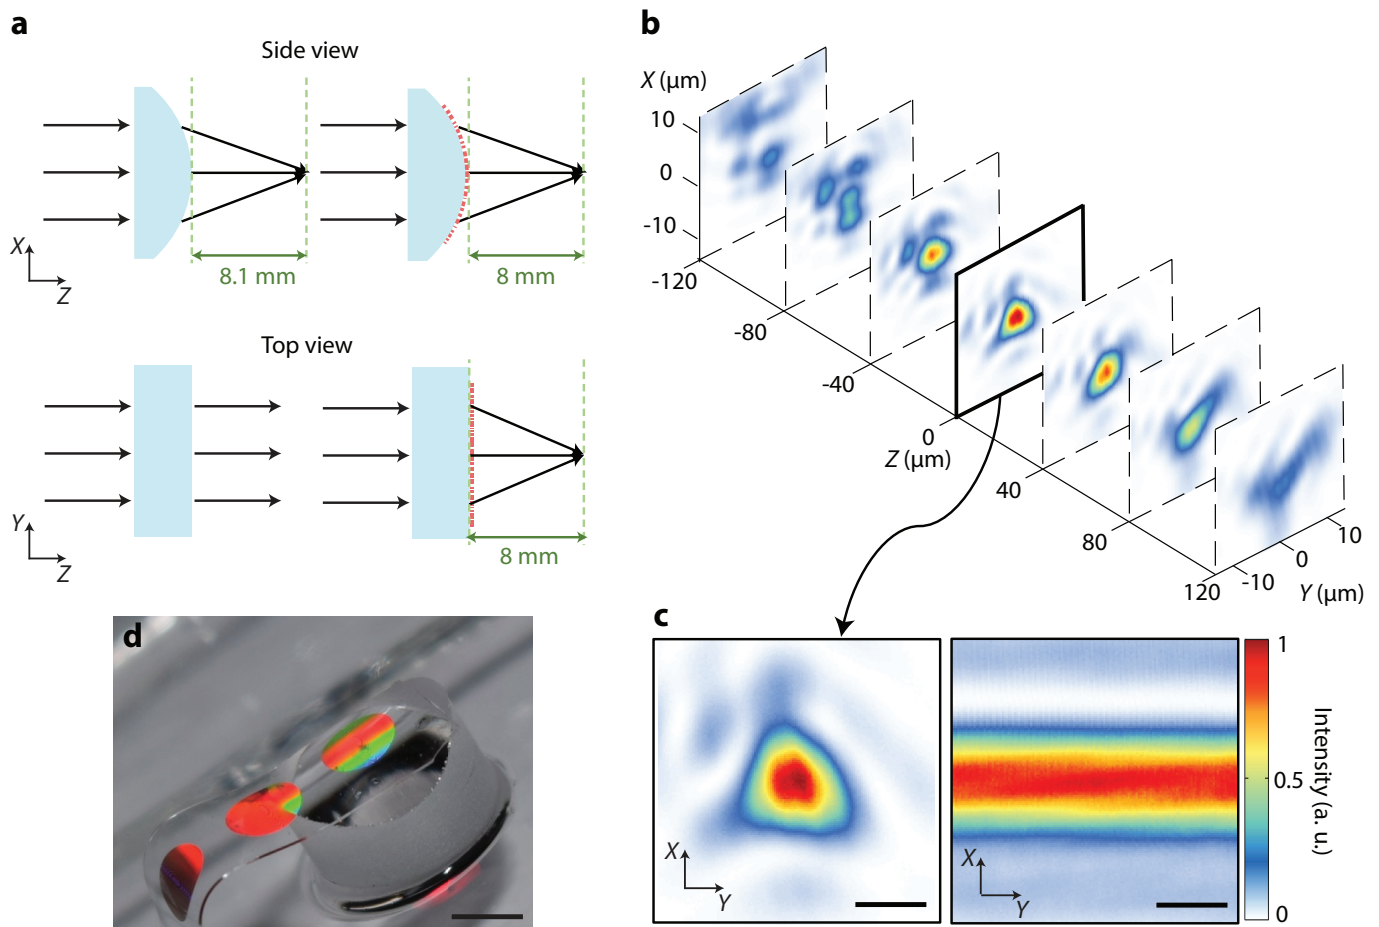 a
Side view
8.1 mm
8 mm
X
Z
Top view
8 mm
Y
Z
b
X (µm)
10
0
-10
-120
-80
-40
0
Z (µm)
40
80
120
-10
0
10
Y (µm)
c
X
Y
X
Y
1
0.5
0
Intensity (a. u.)
d